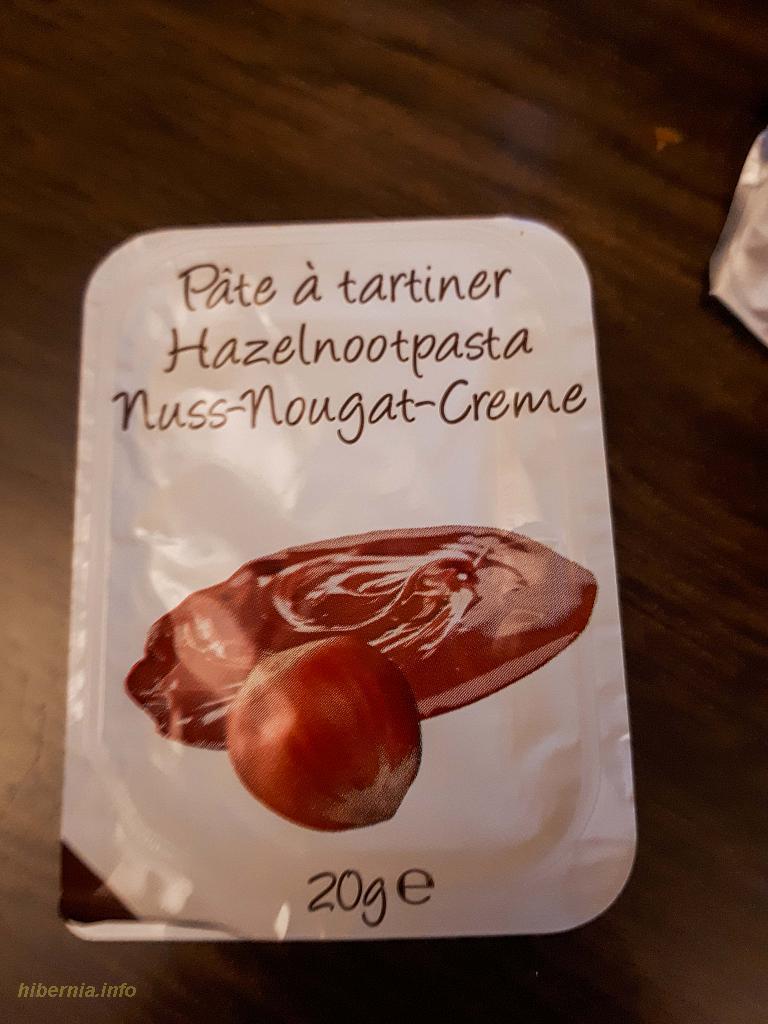 Pâte à tartiner
Hazelnootpasta
Nuss-Nougat-Creme
20g ℮
hibernia.info